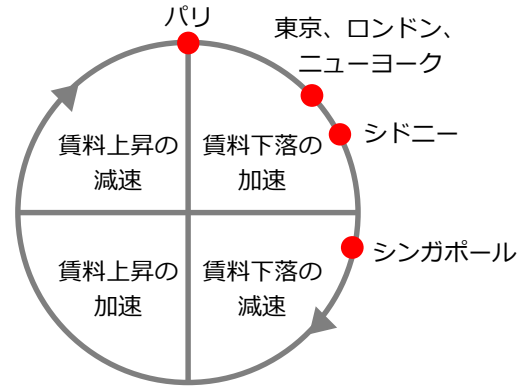 パリ
東京、ロンドン、
ニューヨーク
シドニー
賃料上昇の
減速
賃料下落の
加速
シンガポール
賃料上昇の
加速
賃料下落の
減速